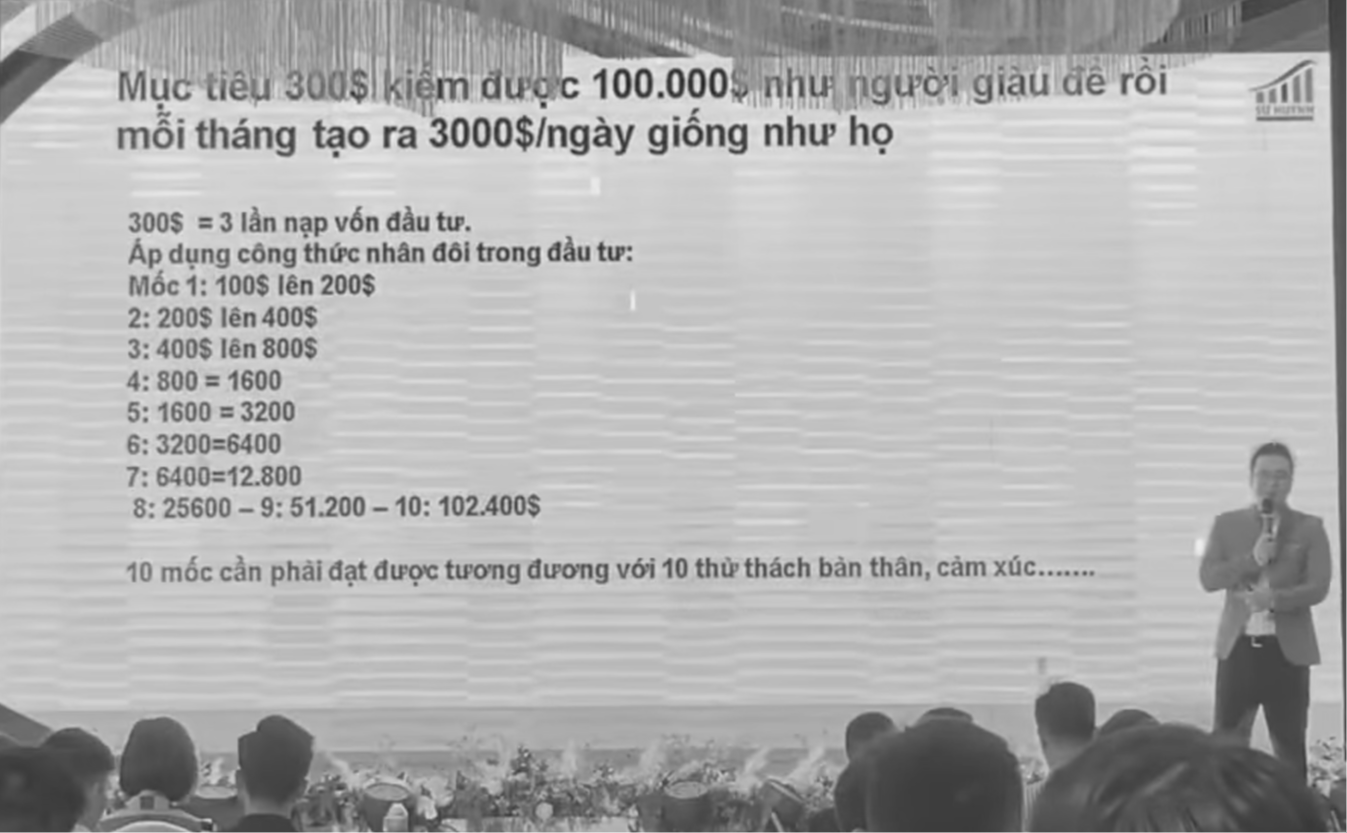 Mục tiêu 300$ kiếm được 100.000$ như người giàu để rồi
mỗi tháng tạo ra 3000$/ngày giống như họ
300$ = 3 lần nạp vốn đầu tư.
Áp dụng công thức nhân đôi trong đầu tư:
Mốc 1: 100$ lên 200$
2: 200$ lên 400$
3: 400$ lên 800$
4: 800 = 1600
5: 1600 = 3200
6: 3200=6400
7: 6400=12.800
8: 25600 – 9: 51.200 – 10: 102.400$
10 mốc cần phải đạt được tương đương với 10 thử thách bản thân, cảm xúc…….